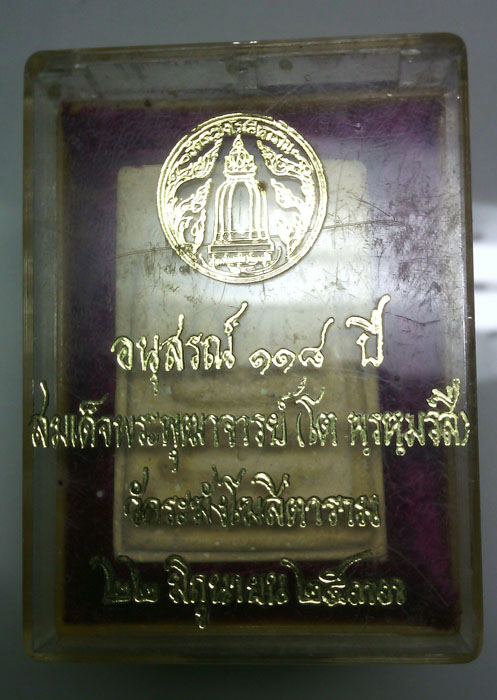 อนุสรณ์ ๑๑๘ ปี
สมเด็จพระพุฒาจารย์ (โต พฺรหฺมรํสี)
วัดระฆังโฆสิตาราม
๒๒ มิถุนายน ๒๕๓๓